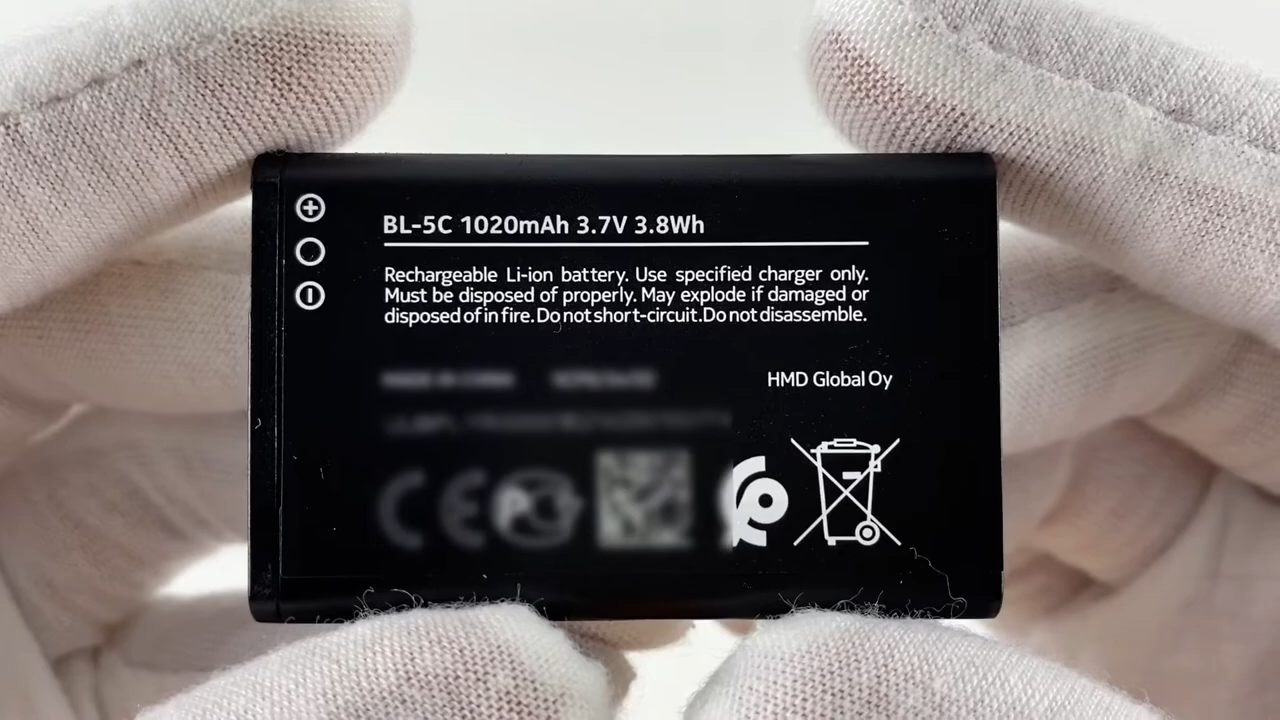 BL-5C 1020mAh 3.7V 3.8Wh
Rechargeable Li-ion battery. Use specified charger only.
Must be disposed of properly. May explode if damaged or
disposed of in fire. Do not short-circuit. Do not disassemble.
HMD Global Oy